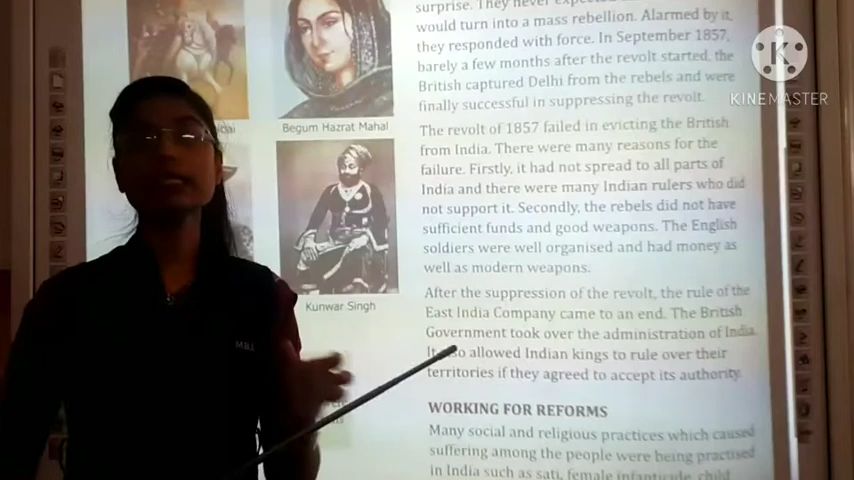 surprise. They never
would turn into a mass rebellion. Alarmed by it,
they responded with force. In September 1857,
barely a few months after the revolt started, the
British captured Delhi from the rebels and were
finally successful in suppressing the revolt.
The revolt of 1857 failed in evicting the British
from India. There were many reasons for the
failure. Firstly, it had not spread to all parts of
India and there were many Indian rulers who did
not support it. Secondly, the rebels did not have
sufficient funds and good weapons. The English
soldiers were well organised and had money as
well as modern weapons.
After the suppression of the revolt, the rule of the
East India Company came to an end. The British
Government took over the administration of India.
It also allowed Indian kings to rule over their
territories if they agreed to accept its authority.
WORKING FOR REFORMS
Many social and religious practices which caused
suffering among the people were being practised
in India such as sati, female infanticide, child
Begum Hazrat Mahal
Kunwar Singh
K
KINEMASTER